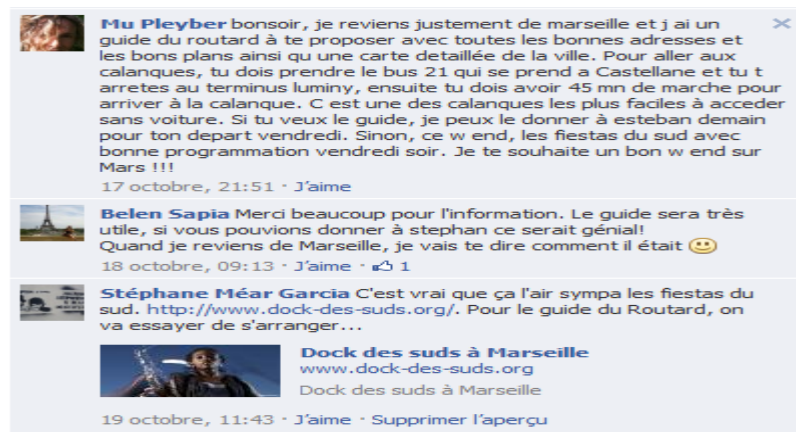 Mu Pleyber bonsoir, je reviens justement de marseille et j ai un
guide du routard à te proposer avec toutes les bonnes adresses et
les bons plans ainsi qu une carte detaillée de la ville. Pour aller aux
calanques, tu dois prendre le bus 21 qui se prend a Castellane et tu t
arretes au terminus luminy, ensuite tu dois avoir 45 mn de marche pour
arriver à la calanque. C est une des calanques les plus faciles à acceder
sans voiture. Si tu veux le guide, je peux le donner à esteban demain
pour ton depart vendredi. Sinon, ce w end, les fiestas du sud avec
bonne programmation vendredi soir. Je te souhaite un bon w end sur
Mars !!!
17 octobre, 21:51 · J'aime
Belen Sapia Merci beaucoup pour l'information. Le guide sera très
utile, si vous pouvions donner à stephan ce serait génial!
Quand je reviens de Marseille, je vais te dire comment il était
18 octobre, 09:13 · J'aime · 1
Stéphane Méar Garcia C'est vrai que ça l'air sympa les fiestas du
sud. http://www.dock-des-suds.org/. Pour le guide du Routard, on
va essayer de s'arranger...
Dock des suds à Marseille
www.dock-des-suds.org
Dock des suds à Marseille
19 octobre, 11:43 · J'aime · Supprimer l'aperçu